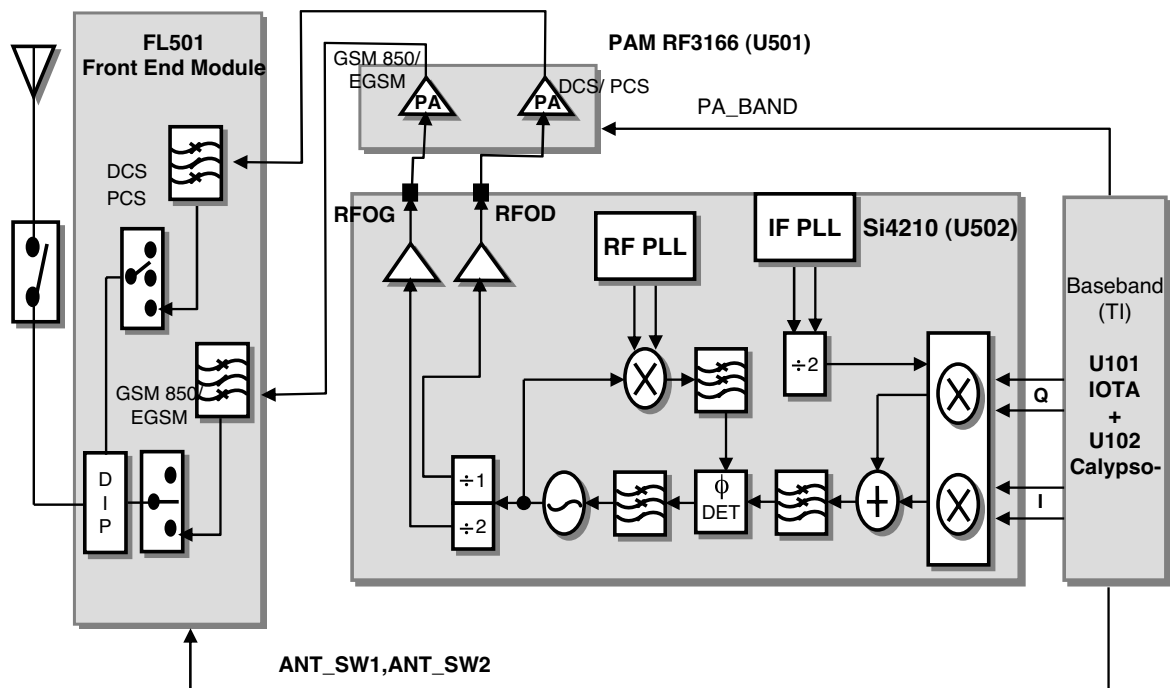 FL501
Front End Module
PAM RF3166 (U501)
GSM 850/
EGSM
PA
PA
DCS/ PCS
PA_BAND
DCS
PCS
RFOG
RFOD
RF PLL
IF PLL
Si4210 (U502)
Baseband
(TI)
U101
IOTA
+
U102
Calypso-
÷2
Q
I
GSM 850/
EGSM
D
I
P
÷1
÷2
ϕ
DET
ANT_SW1,ANT_SW2